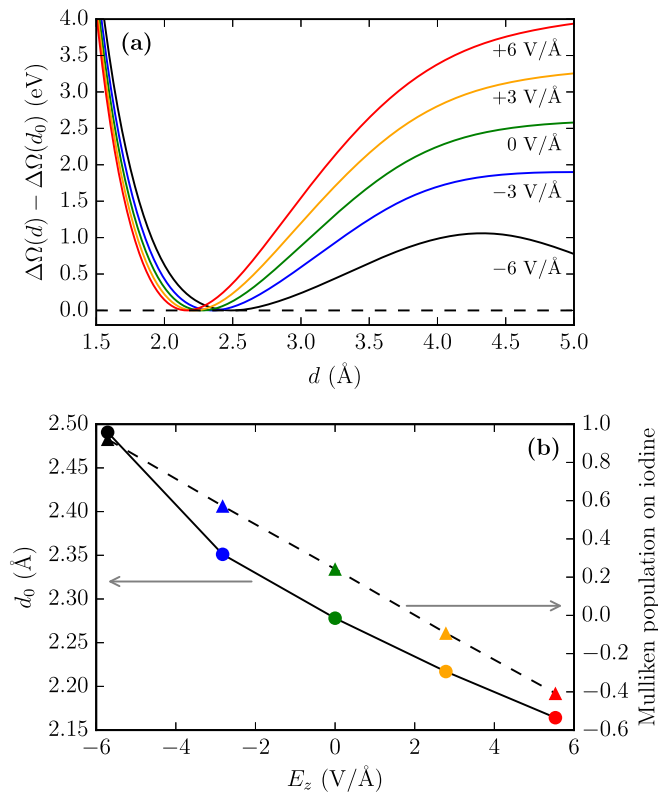 4.0
3.5
3.0
2.5
2.0
1.5
1.0
0.5
0.0
ΔΩ(d) − ΔΩ(d₀) (eV)
(a)
+6 V/Å
+3 V/Å
0 V/Å
−3 V/Å
−6 V/Å
1.5 2.0 2.5 3.0 3.5 4.0 4.5 5.0
d (Å)
2.50
2.45
2.40
2.35
2.30
2.25
2.20
2.15
d₀ (Å)
(b)
1.0
0.8
0.6
0.4
0.2
0.0
−0.2
−0.4
−0.6
Mulliken population on iodine
−6 −4 −2 0 2 4 6
E_z (V/Å)